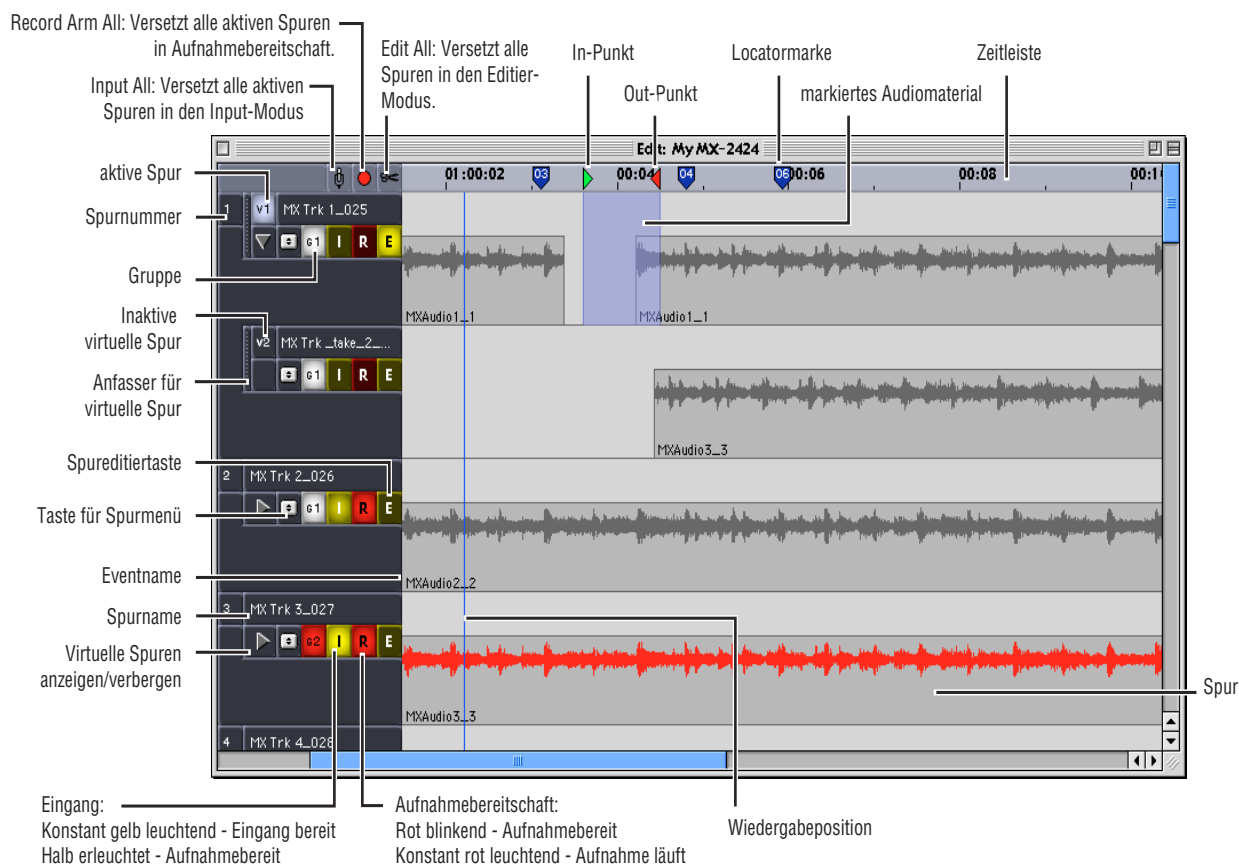 Record Arm All: Versetzt alle aktiven Spuren
in Aufnahmebereitschaft.
Input All: Versetzt alle aktiven
Spuren in den Input-Modus
Edit All: Versetzt alle
Spuren in den Editier-
Modus.
In-Punkt
Out-Punkt
Locatormarke
markiertes Audiomaterial
Zeitleiste
Edit: My MX-2424
aktive Spur
Spurnummer
Gruppe
Inaktive
virtuelle Spur
Anfasser für
virtuelle Spur
Spureditiertaste
Taste für Spurmenü
Eventname
Spurname
Virtuelle Spuren
anzeigen/verbergen
01:00:02
03
00:04
04
06
00:06
00:08
00:1
1
v1
MX Trk 1_025
G1
I
R
E
MXAudio1_1
MXAudio1_1
v2
MX Trk _take_2_...
G1
I
R
E
MXAudio3_3
2
MX Trk 2_026
G1
I
R
E
MXAudio2_2
3
MX Trk 3_027
G2
I
R
E
MXAudio3_3
4
MX Trk 4_028
Spur
Eingang:
Konstant gelb leuchtend - Eingang bereit
Halb erleuchtet - Aufnahmebereit
Aufnahmebereitschaft:
Rot blinkend - Aufnahmebereit
Konstant rot leuchtend - Aufnahme läuft
Wiedergabeposition